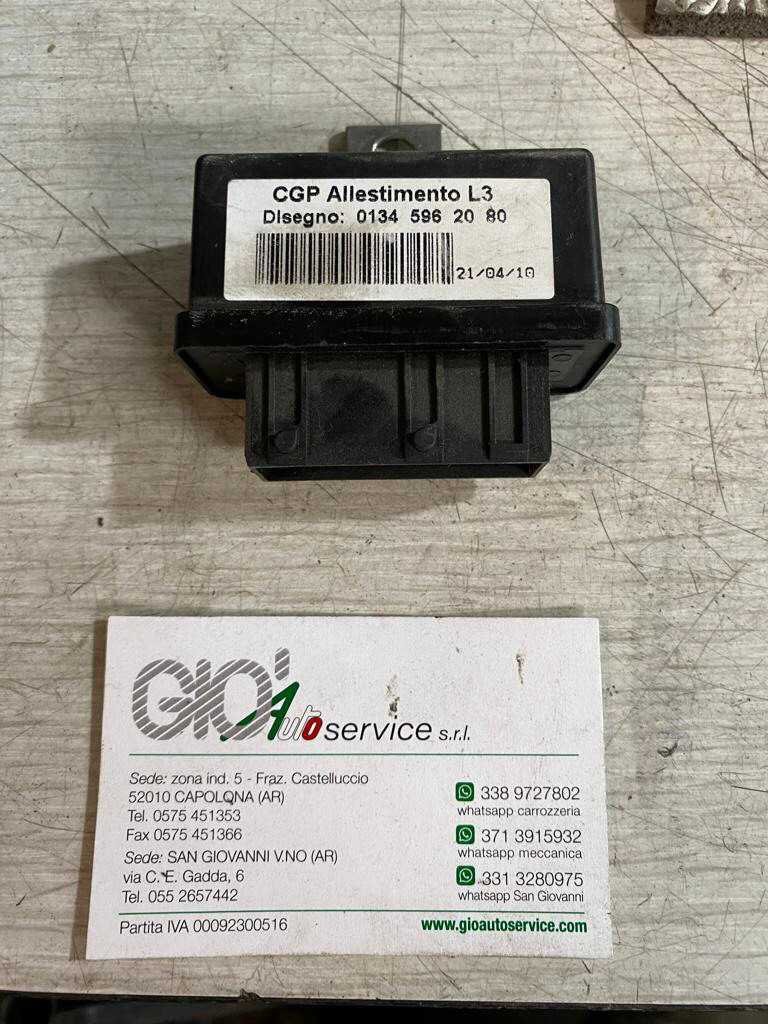 CGP Allestimento L3
Disegno: 0134 596 20 80
21/04/10
GIO' Autoservice s.r.l.
Sede: zona ind. 5 - Fraz. Castelluccio
52010 CAPOLONA (AR)
Tel. 0575 451353
Fax 0575 451366
Sede: SAN GIOVANNI V.NO (AR)
via C. E. Gadda, 6
Tel. 055 2657442
338 9727802
whatsapp carrozzeria
371 3915932
whatsapp meccanica
331 3280975
whatsapp San Giovanni
Partita IVA 00092300516
www.gioautoservice.com